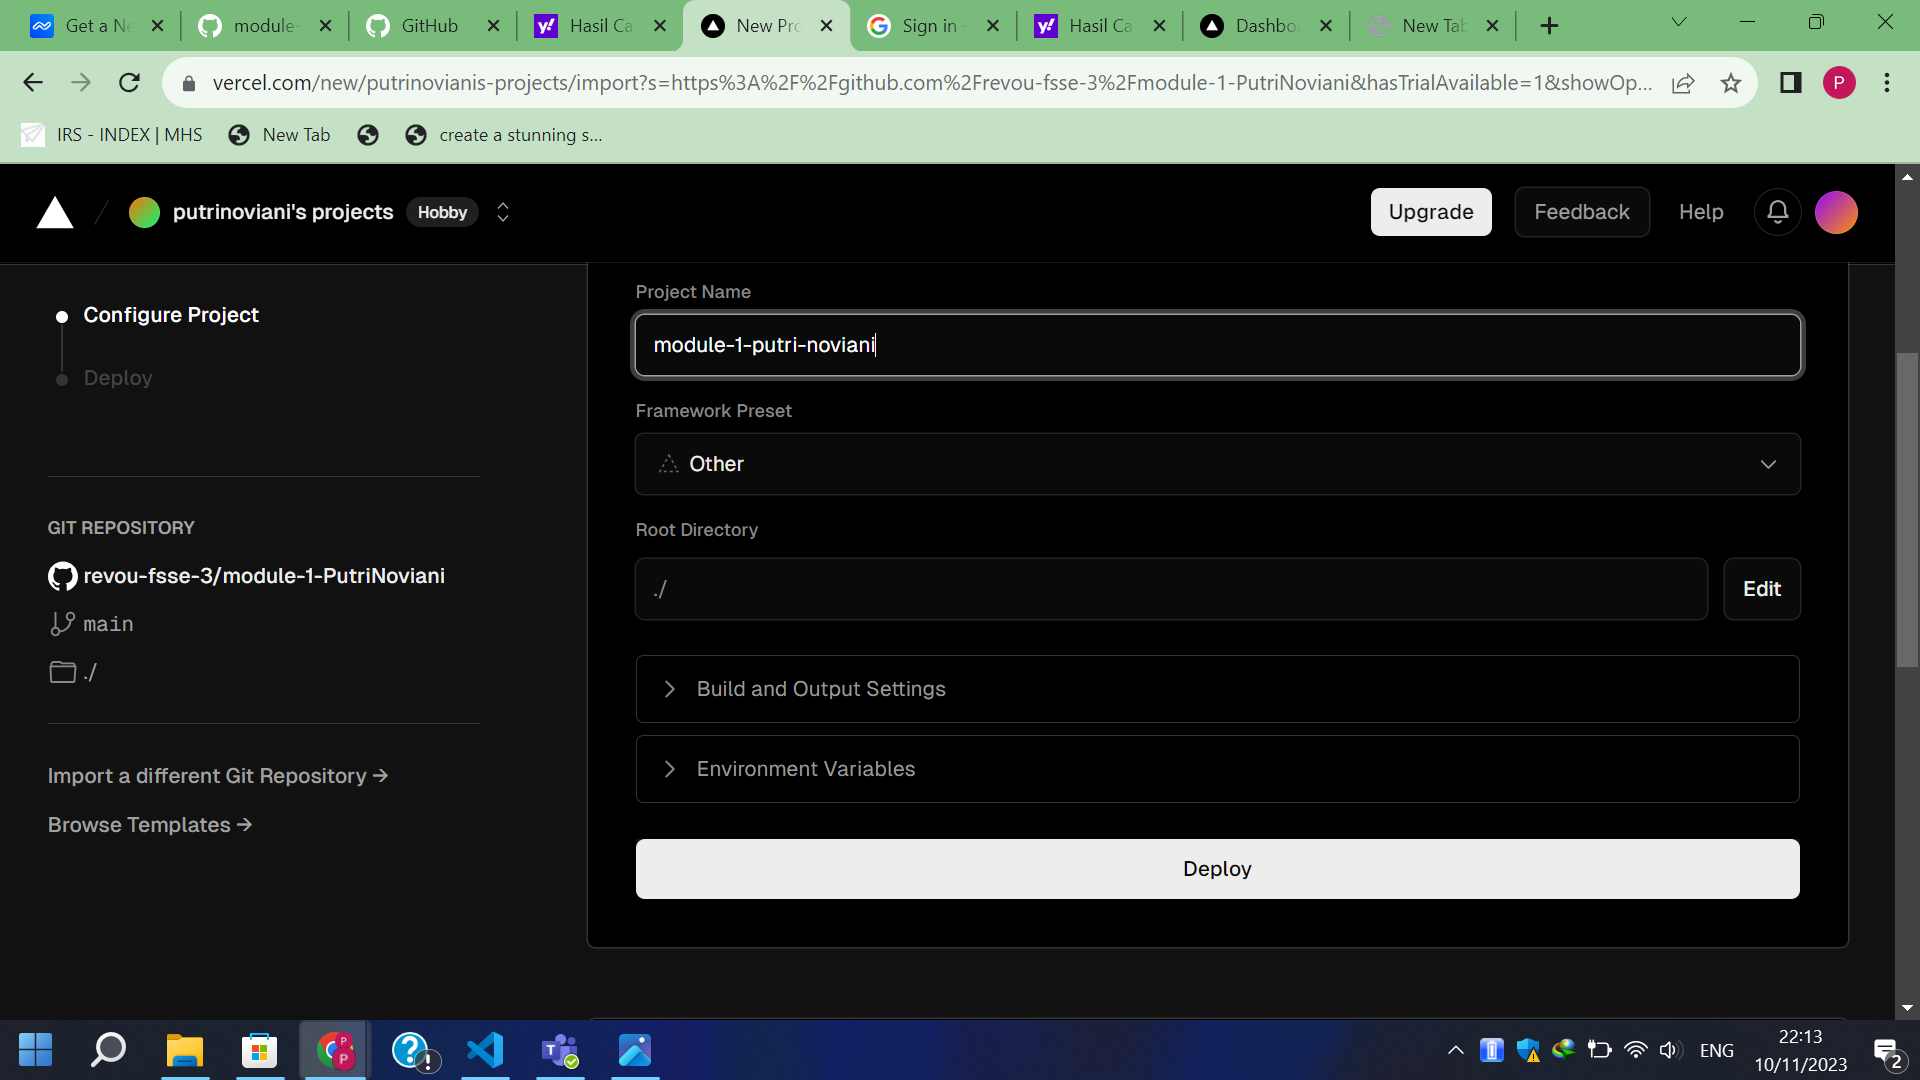 Get a Ne
module-
GitHub
Hasil Ca
New Pro
Sign in -
Hasil Ca
Dashboa
New Tab
vercel.com/new/putrinovianis-projects/import?s=https%3A%2F%2Fgithub.com%2Frevou-fsse-3%2Fmodule-1-PutriNoviani&hasTrialAvailable=1&showOp...
P
IRS - INDEX | MHS
New Tab
create a stunning s...
putrinoviani's projects
Hobby
Upgrade
Feedback
Help
Configure Project
Deploy
GIT REPOSITORY
revou-fsse-3/module-1-PutriNoviani
main
./
Import a different Git Repository →
Browse Templates →
Project Name
module-1-putri-noviani
Framework Preset
Other
Root Directory
./
Edit
Build and Output Settings
Environment Variables
Deploy
ENG
22:13
10/11/2023
2